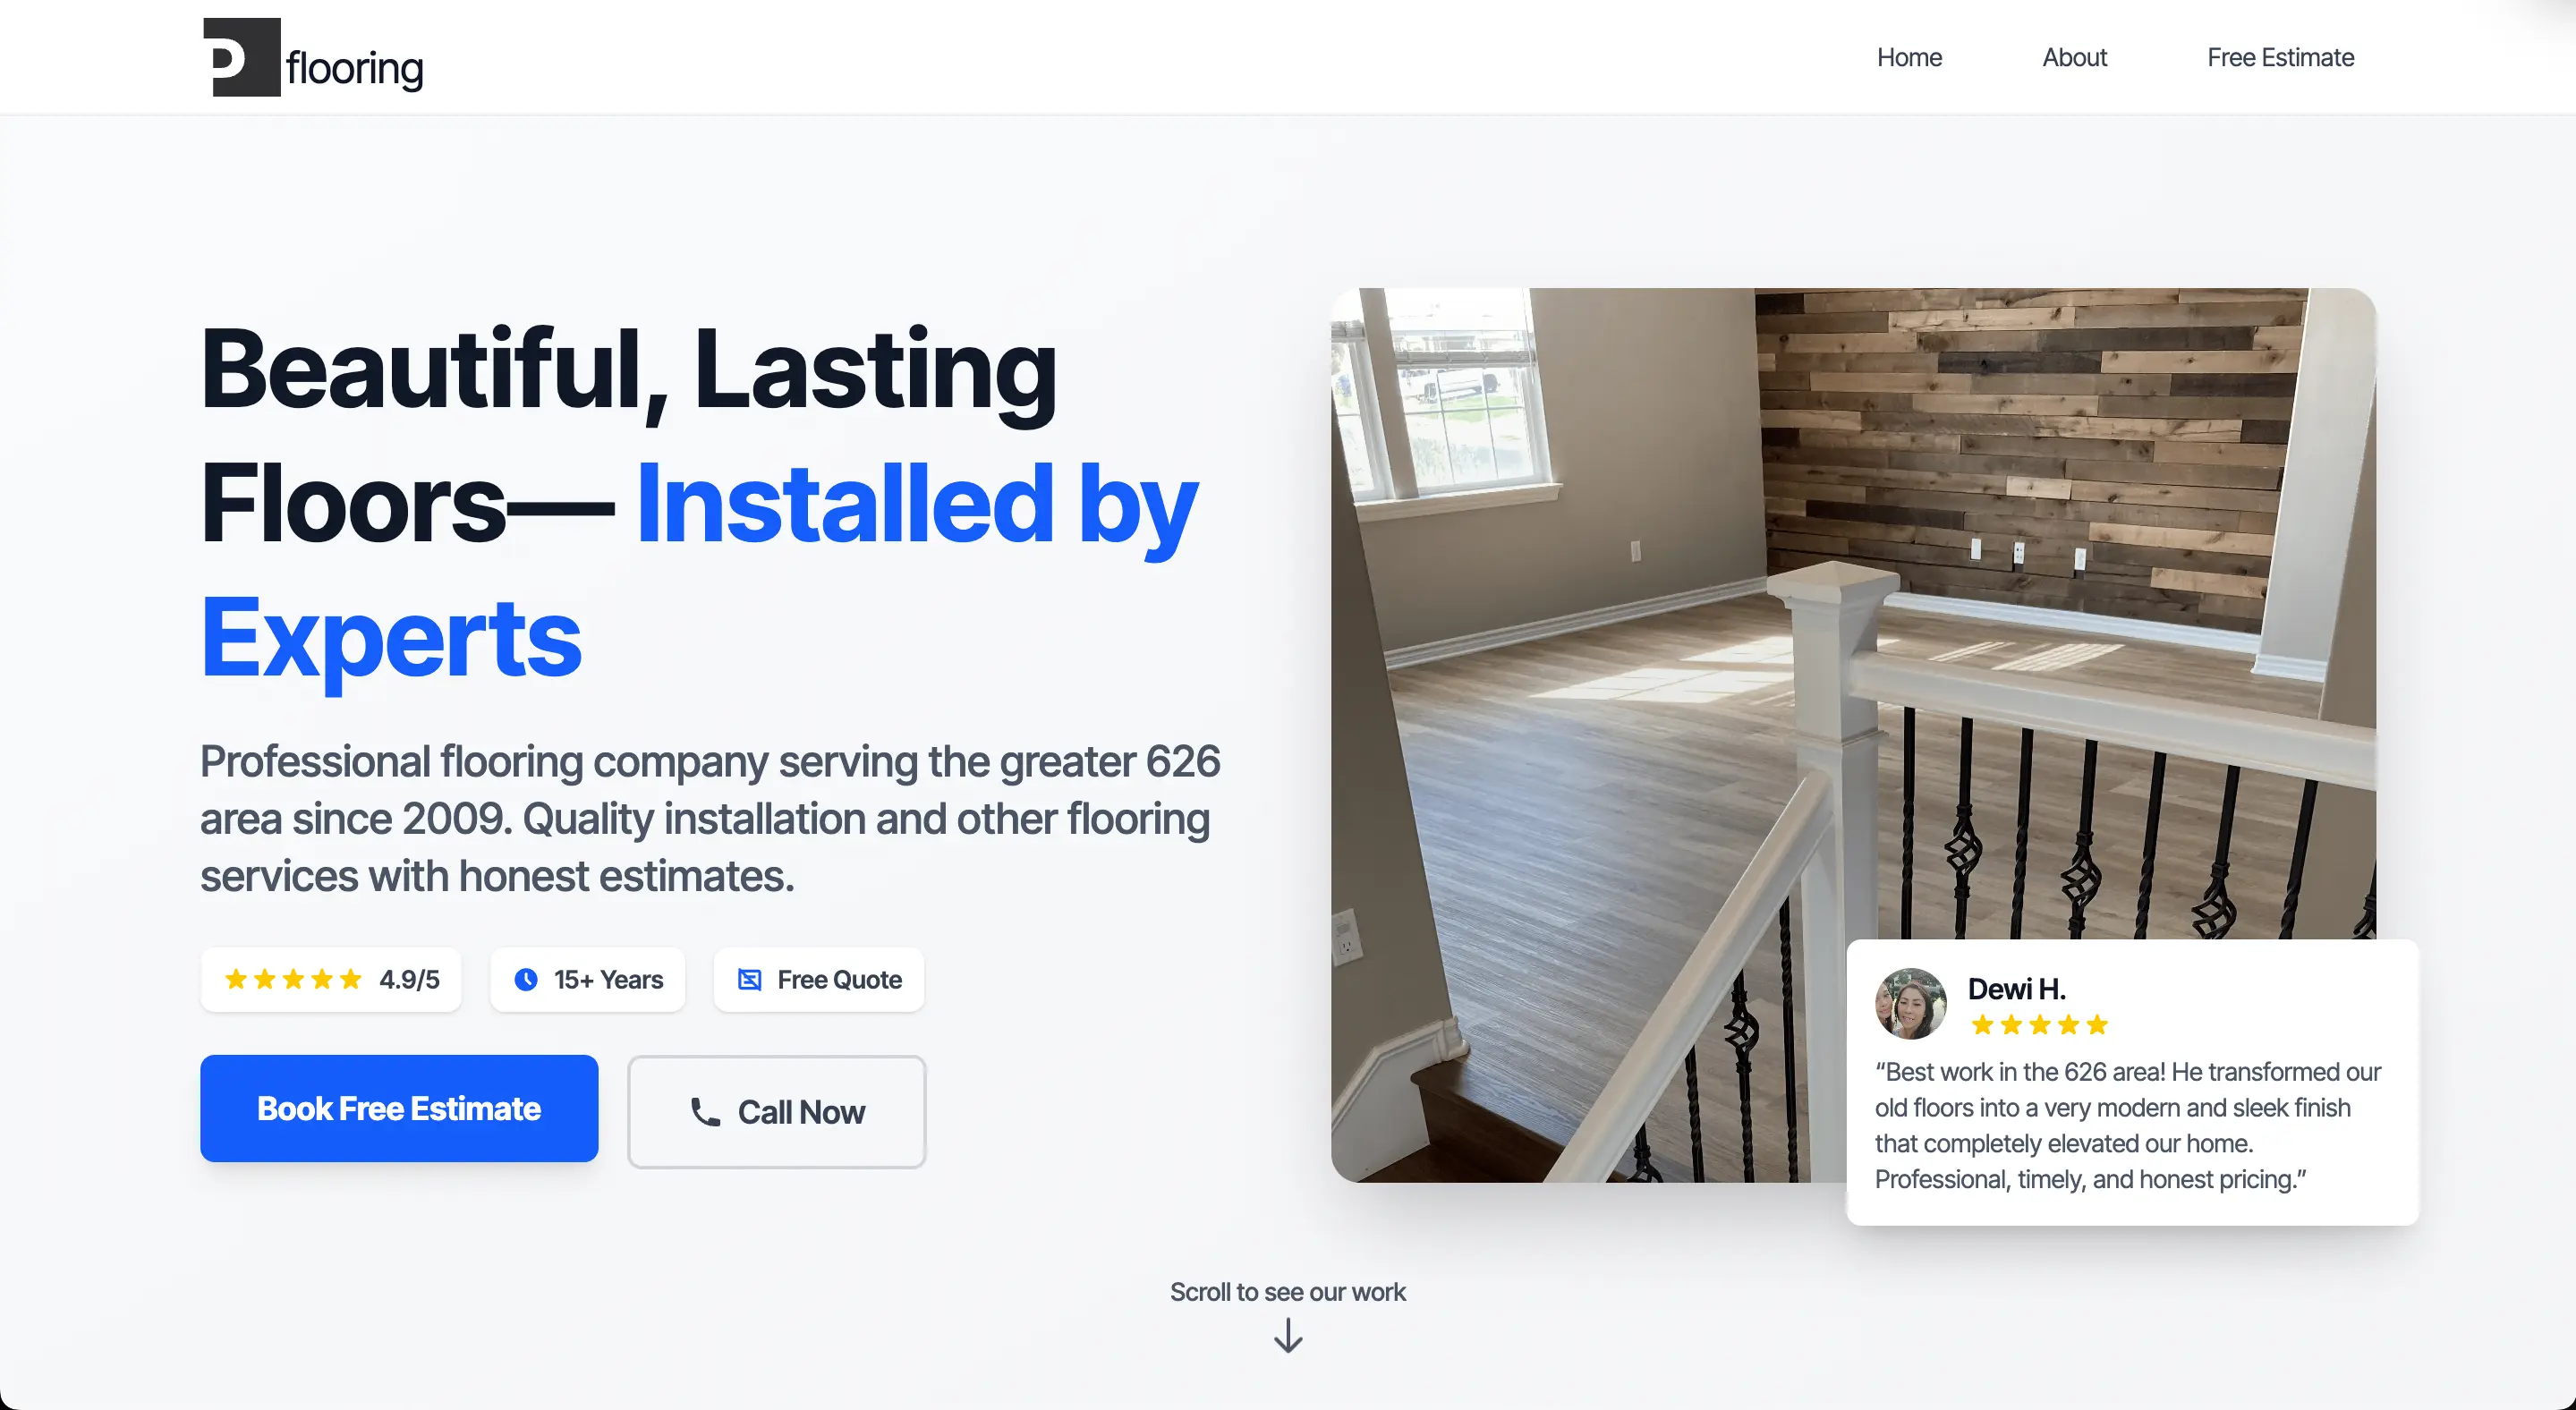 P flooring
Home
About
Free Estimate
Beautiful, Lasting
Floors— Installed by
Experts
Professional flooring company serving the greater 626
area since 2009. Quality installation and other flooring
services with honest estimates.
4.9/5
15+ Years
Free Quote
Book Free Estimate
Call Now
Dewi H.
“Best work in the 626 area! He transformed our
old floors into a very modern and sleek finish
that completely elevated our home.
Professional, timely, and honest pricing.”
Scroll to see our work